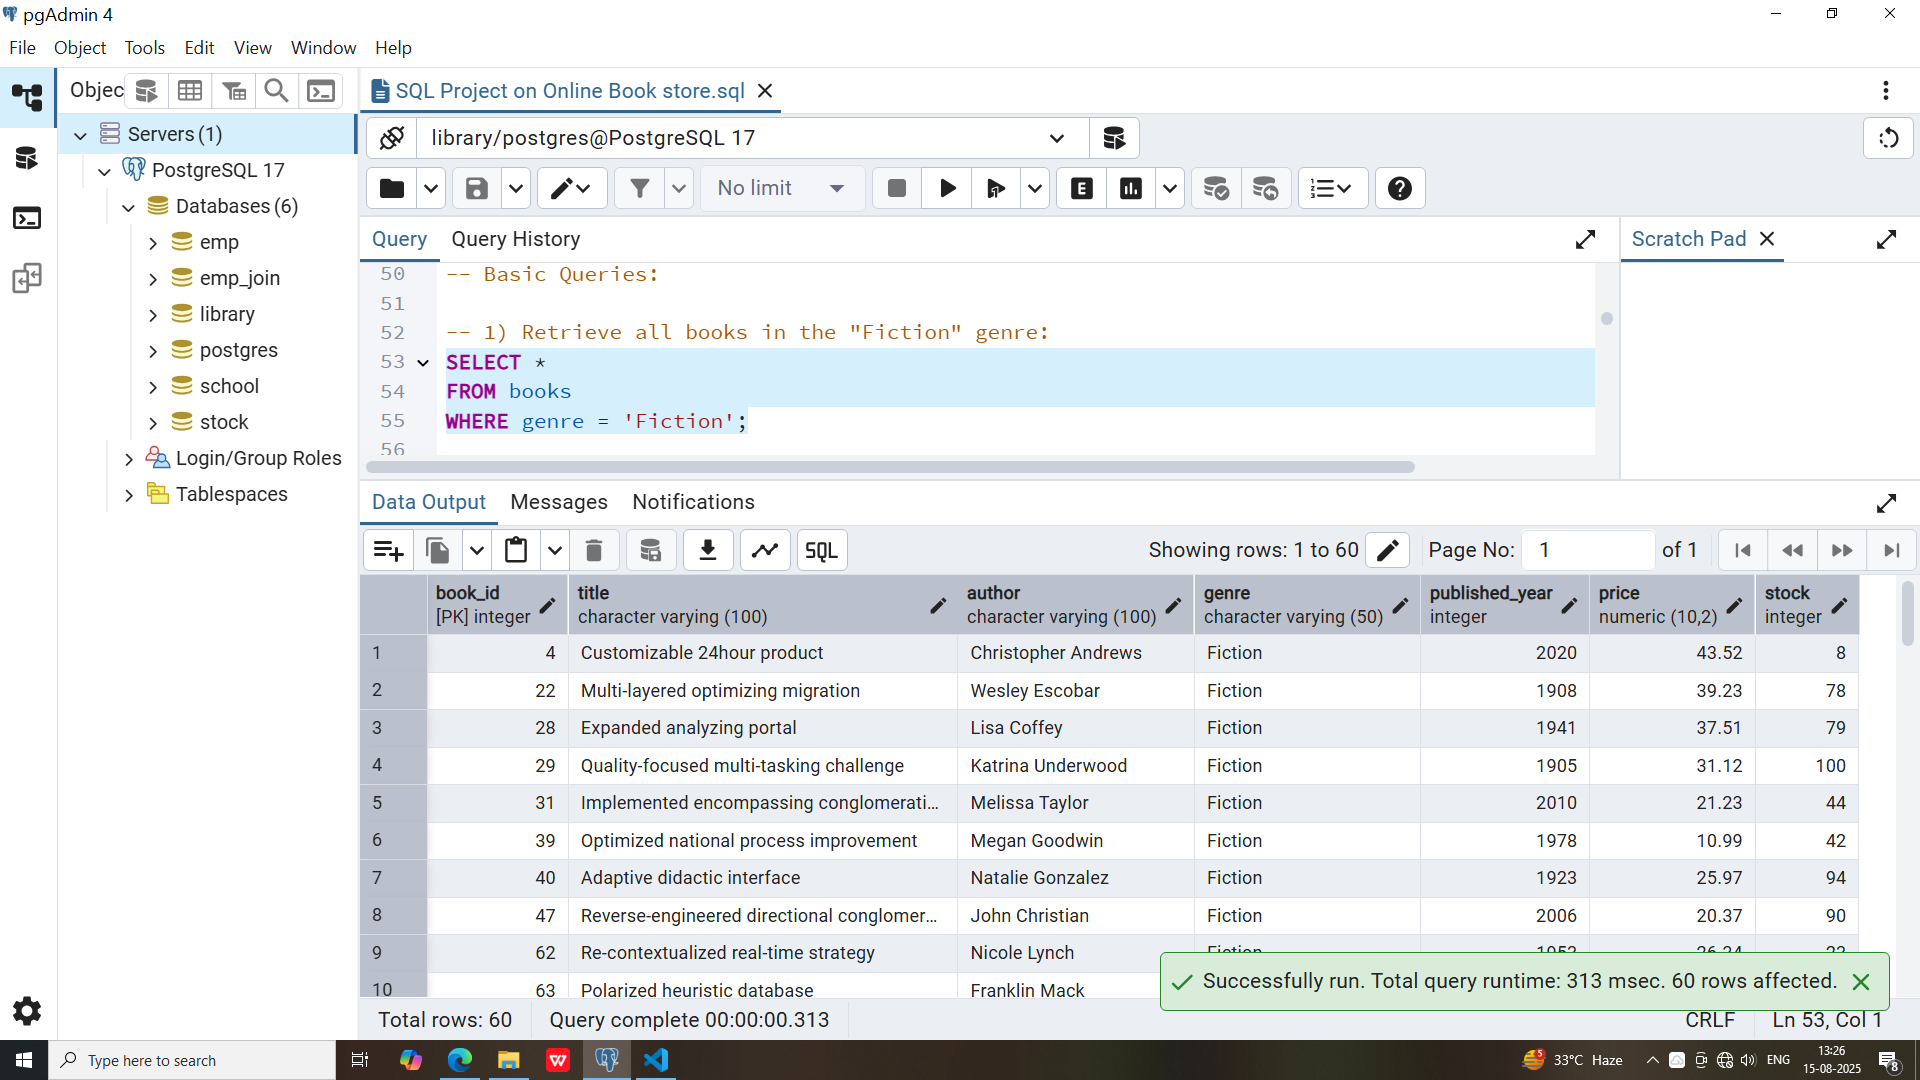 pgAdmin 4
File Object Tools Edit View Window Help
Objec
SQL Project on Online Book store.sql
Servers (1)
PostgreSQL 17
Databases (6)
emp
emp_join
library
postgres
school
stock
Login/Group Roles
Tablespaces
library/postgres@PostgreSQL 17
No limit
E
Query Query History
Scratch Pad
50 -- Basic Queries:
51
52 -- 1) Retrieve all books in the "Fiction" genre:
53 SELECT *
54 FROM books
55 WHERE genre = 'Fiction';
56
Data Output Messages Notifications
SQL
Showing rows: 1 to 60 Page No: 1 of 1
book_id title author genre published_year price stock
[PK] integer character varying (100) character varying (100) character varying (50) integer numeric (10,2) integer
1 4 Customizable 24hour product Christopher Andrews Fiction 2020 43.52 8
2 22 Multi-layered optimizing migration Wesley Escobar Fiction 1908 39.23 78
3 28 Expanded analyzing portal Lisa Coffey Fiction 1941 37.51 79
4 29 Quality-focused multi-tasking challenge Katrina Underwood Fiction 1905 31.12 100
5 31 Implemented encompassing conglomerati... Melissa Taylor Fiction 2010 21.23 44
6 39 Optimized national process improvement Megan Goodwin Fiction 1978 10.99 42
7 40 Adaptive didactic interface Natalie Gonzalez Fiction 1923 25.97 94
8 47 Reverse-engineered directional conglomer... John Christian Fiction 2006 20.37 90
9 62 Re-contextualized real-time strategy Nicole Lynch
10 63 Polarized heuristic database Franklin Mack
Successfully run. Total query runtime: 313 msec. 60 rows affected.
Total rows: 60 Query complete 00:00:00.313 CRLF Ln 53, Col 1
Type here to search
5
33°C Haze
ENG
13:26
15-08-2025
8